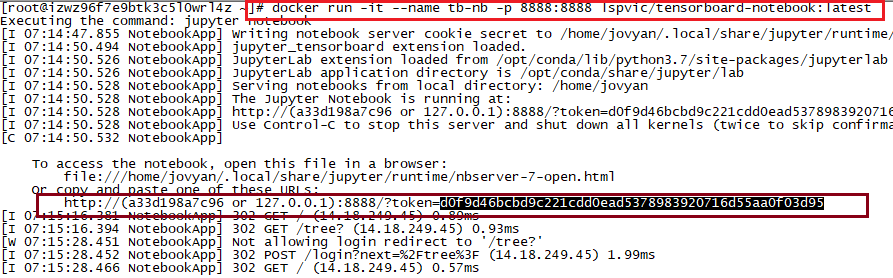 [root@izwz96f7e9btk3c5l0wrl4z ~]# docker run -it --name tb-nb -p 8888:8888 lspvic/tensorboard-notebook:latest
Executing the command: jupyter notebook
[I 07:14:47.855 NotebookApp] Writing notebook server cookie secret to /home/jovyan/.local/share/jupyter/runtime/
[I 07:14:50.494 NotebookApp] jupyter_tensorboard extension loaded.
[I 07:14:50.526 NotebookApp] JupyterLab extension loaded from /opt/conda/lib/python3.7/site-packages/jupyterlab
[I 07:14:50.526 NotebookApp] JupyterLab application directory is /opt/conda/share/jupyter/lab
[I 07:14:50.528 NotebookApp] Serving notebooks from local directory: /home/jovyan
[I 07:14:50.528 NotebookApp] The Jupyter Notebook is running at:
[I 07:14:50.528 NotebookApp] http://(a33d198a7c96 or 127.0.0.1):8888/?token=d0f9d46bcbd9c221cdd0ead5378983920716
[I 07:14:50.528 NotebookApp] Use Control-C to stop this server and shut down all kernels (twice to skip confirma
[C 07:14:50.532 NotebookApp]
To access the notebook, open this file in a browser:
file:///home/jovyan/.local/share/jupyter/runtime/nbserver-7-open.html
Or copy and paste one of these URLs:
http://(a33d198a7c96 or 127.0.0.1):8888/?token=d0f9d46bcbd9c221cdd0ead5378983920716d55aa0f03d95
[I 07:15:16.381 NotebookApp] 302 GET / (14.18.249.45) 0.89ms
[I 07:15:16.394 NotebookApp] 302 GET /tree? (14.18.249.45) 0.93ms
[W 07:15:28.451 NotebookApp] Not allowing login redirect to '/tree?'
[I 07:15:28.452 NotebookApp] 302 POST /login?next=%2Ftree%3F (14.18.249.45) 1.99ms
[I 07:15:28.466 NotebookApp] 302 GET / (14.18.249.45) 0.57ms